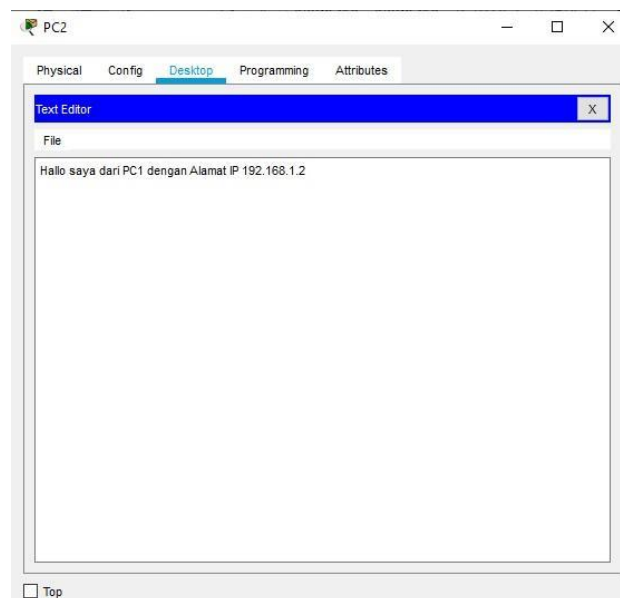 PC2
Physical Config Desktop Programming Attributes
Text Editor X
File
Hallo saya dari PC1 dengan Alamat IP 192.168.1.2
Top